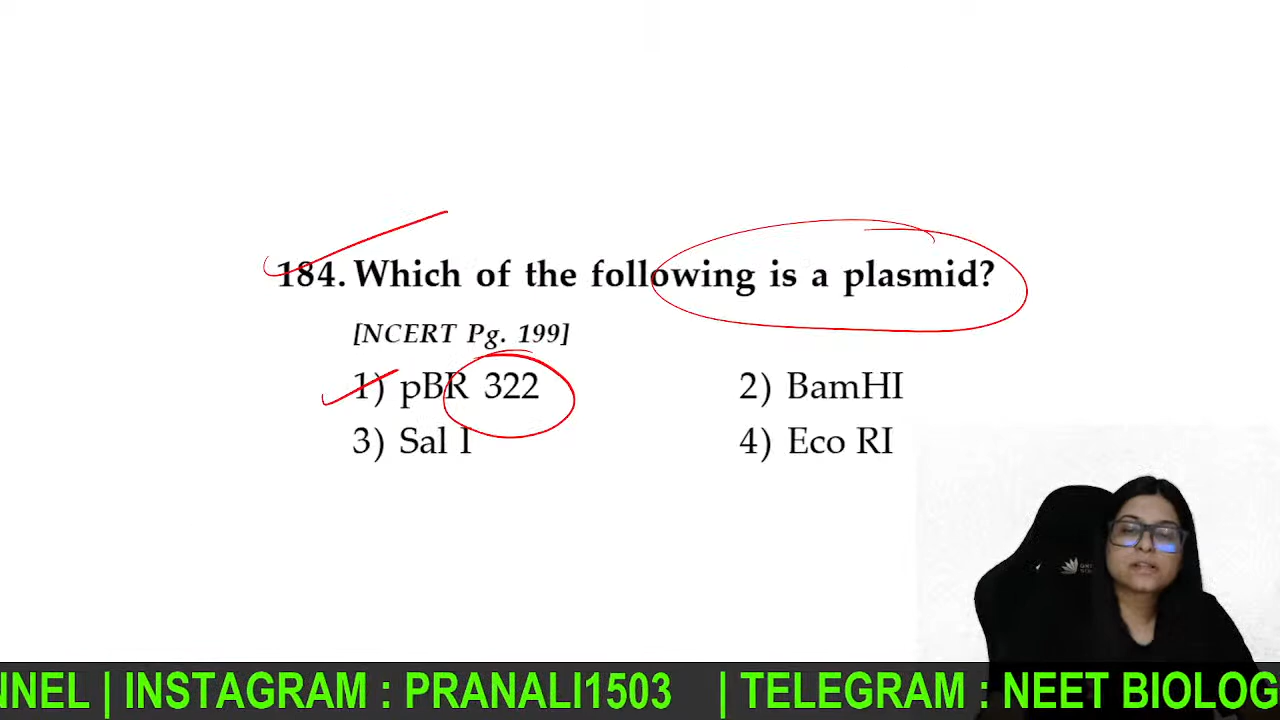 184. Which of the following is a plasmid?
[NCERT Pg. 199]
1) pBR 322 2) BamHI
3) Sal I 4) Eco RI
NNEL | INSTAGRAM : PRANALI1503 | TELEGRAM : NEET BIOLOG